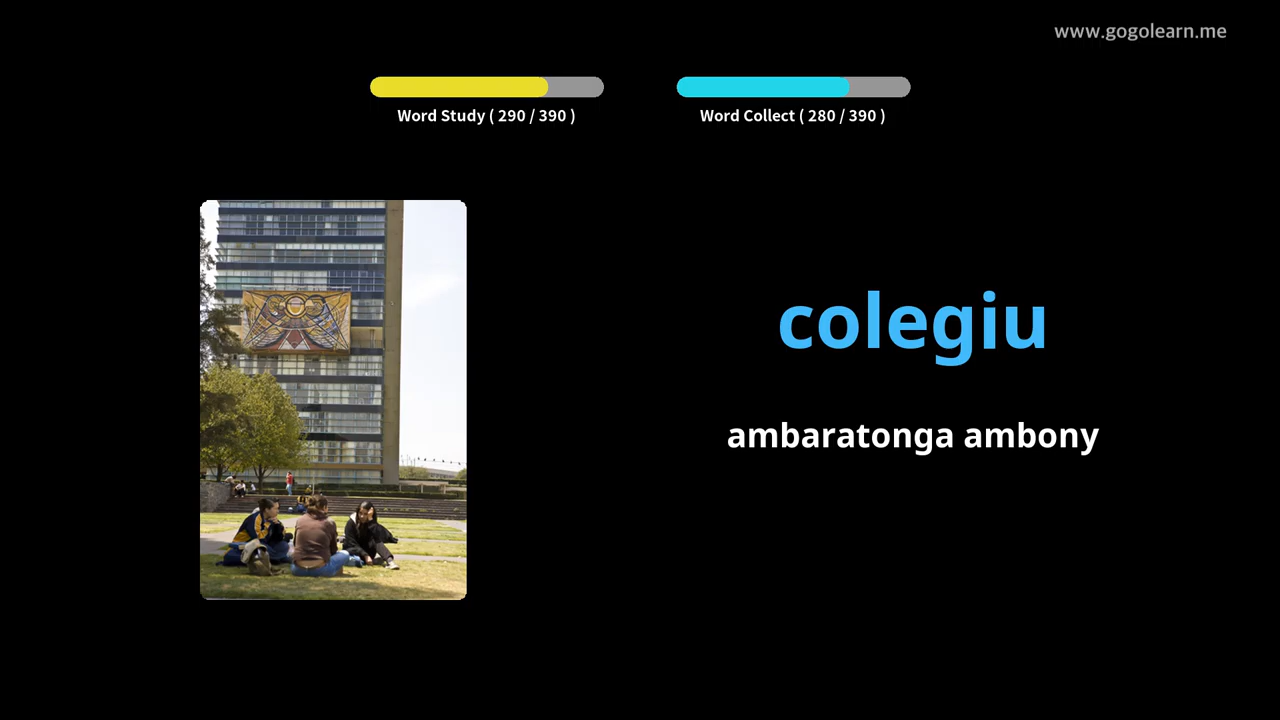 www.gogolearn.me
Word Study ( 290 / 390 )
Word Collect ( 280 / 390 )
colegiu
ambaratonga ambony